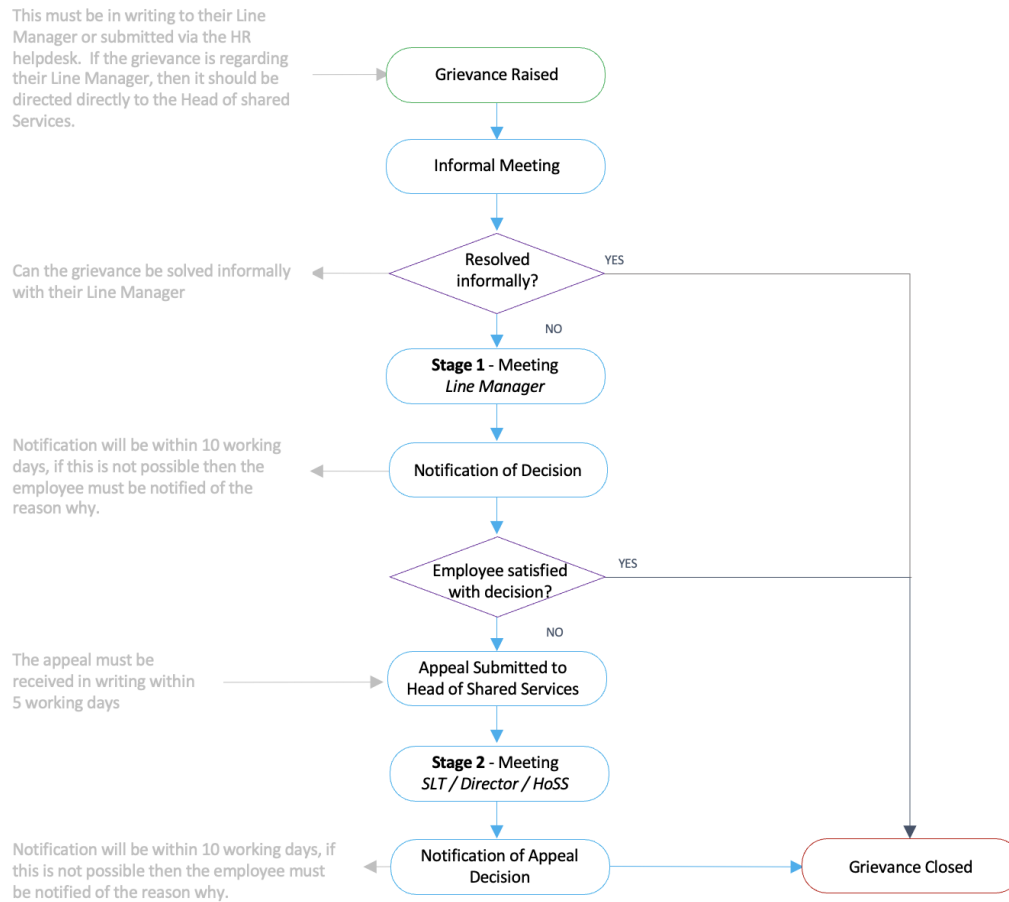 This must be in writing to their Line
Manager or submitted via the HR
helpdesk.  If the grievance is regarding
their Line Manager, then it should be
directed directly to the Head of shared
Services.
Grievance Raised
Informal Meeting
Resolved
informally?
YES
Can the grievance be solved informally
with their Line Manager
NO
Stage 1 - Meeting
Line Manager
Notification will be within 10 working
days, if this is not possible then the
employee must be notified of the
reason why.
Notification of Decision
Employee satisfied
with decision?
YES
NO
The appeal must be
received in writing within
5 working days
Appeal Submitted to
Head of Shared Services
Stage 2 - Meeting
SLT / Director / HoSS
Notification will be within 10 working days, if
this is not possible then the employee must
be notified of the reason why.
Notification of Appeal
Decision
Grievance Closed